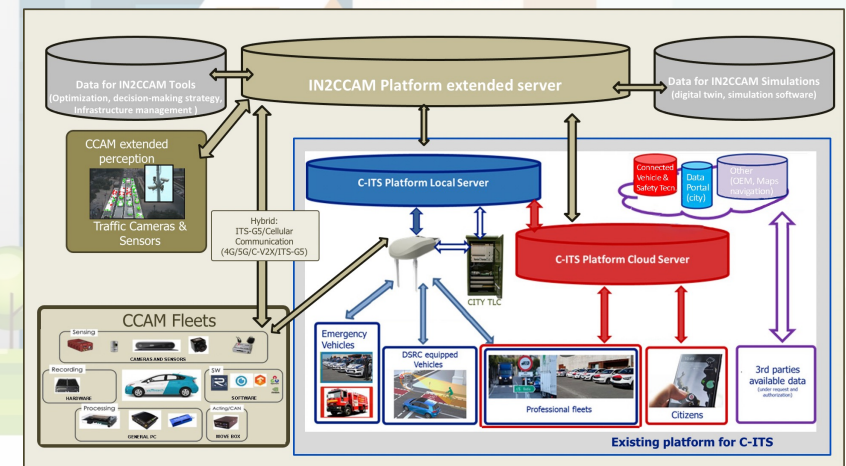 Data for IN2CCAM Tools
(Optimization, decision-making strategy,
Infrastructure management )
IN2CCAM Platform extended server
Data for IN2CCAM Simulations
(digital twin, simulation software)
CCAM extended
perception
Traffic Cameras &
Sensors
Hybrid:
ITS-G5/Cellular
Communication
(4G/5G/C-V2X/ITS-G5)
C-ITS Platform Local Server
Connected
Vehicle &
Safety Tecn.
Data
Portal
(city)
Other
(OEM, Maps
navigation)
CITY TLC
C-ITS Platform Cloud Server
CCAM Fleets
Sensing
CAMERAS AND SENSORS
Recording
HARDWARE
SW
SOFTWARE
Processing
GENERAL PC
Acting/CAN
MOVE BOX
Emergency
Vehicles
DSRC equipped
Vehicles
Professional fleets
Citizens
3rd parties
available data
(under request and
authorization)
Existing platform for C-ITS